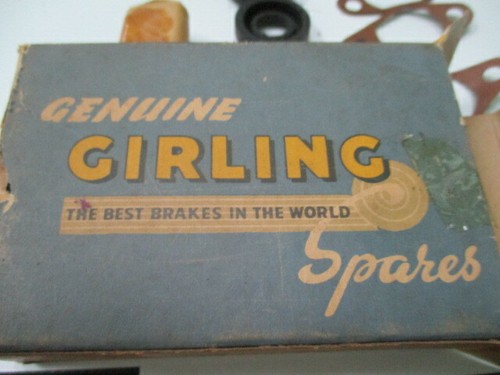 GENUINE
GIRLING
THE BEST BRAKES IN THE WORLD
Spares